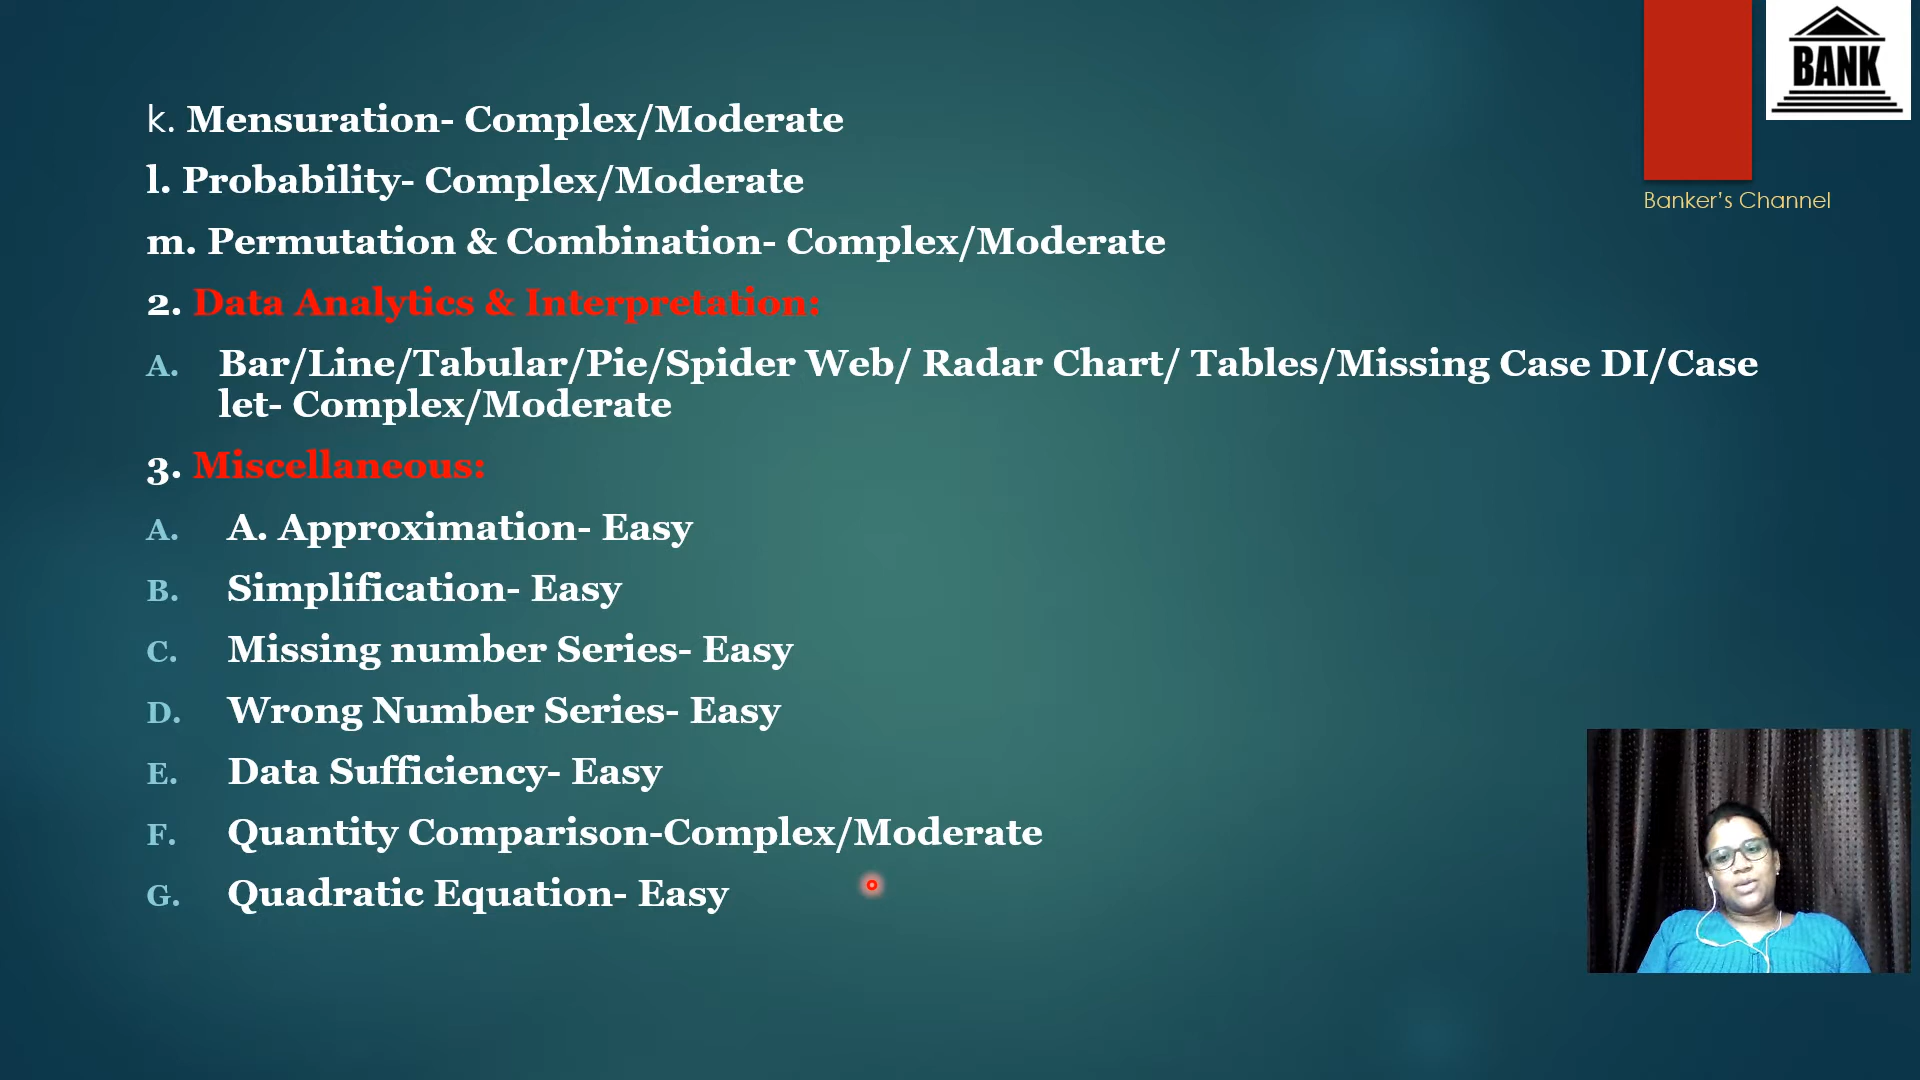 BANK
Banker's Channel
k. Mensuration- Complex/Moderate
l. Probability- Complex/Moderate
m. Permutation & Combination- Complex/Moderate
2. Data Analytics & Interpretation:
A. Bar/Line/Tabular/Pie/Spider Web/ Radar Chart/ Tables/Missing Case DI/Case
let- Complex/Moderate
3. Miscellaneous:
A. A. Approximation- Easy
B. Simplification- Easy
C. Missing number Series- Easy
D. Wrong Number Series- Easy
E. Data Sufficiency- Easy
F. Quantity Comparison-Complex/Moderate
G. Quadratic Equation- Easy